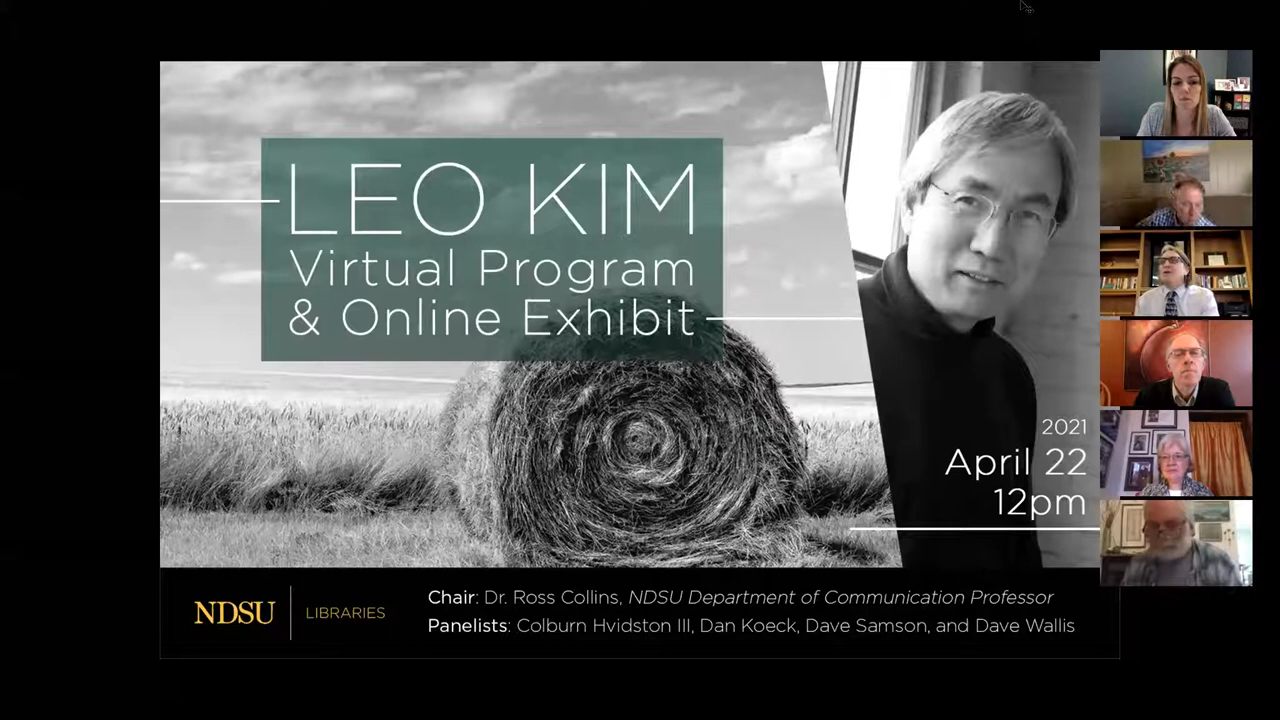 LEO KIM
Virtual Program
& Online Exhibit
2021
April 22
12pm
NDSU
LIBRARIES
Chair: Dr. Ross Collins, NDSU Department of Communication Professor
Panelists: Colburn Hvidston III, Dan Koeck, Dave Samson, and Dave Wallis